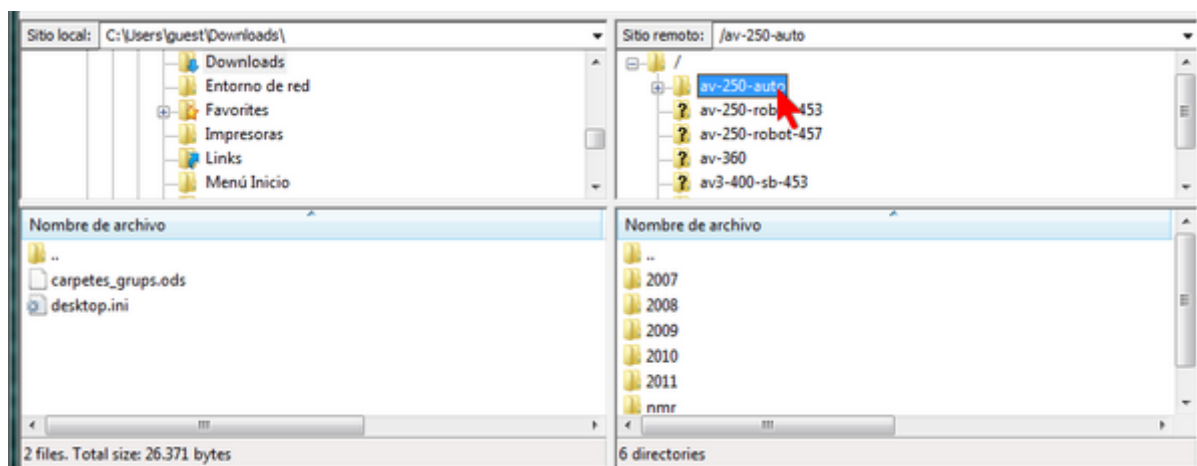 Sitio local: C:\Users\guest\Downloads\
Downloads
Entorno de red
Favorites
Impresoras
Links
Menú Inicio
Nombre de archivo
..
carpetes_grups.ods
desktop.ini
2 files. Total size: 26.371 bytes
Sitio remoto: /av-250-auto
/
av-250-auto
av-250-robot-453
av-250-robot-457
av-360
av3-400-sb-453
Nombre de archivo
..
2007
2008
2009
2010
2011
nmr
6 directories